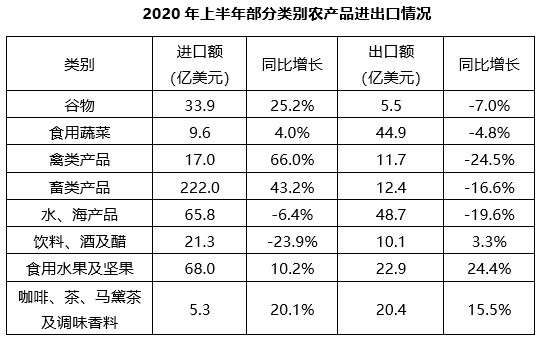 2020年上半年部分类别农产品进出口情况
类别 进口额 (亿美元) 同比增长 出口额 (亿美元) 同比增长
谷物 33.9 25.2% 5.5 -7.0%
食用蔬菜 9.6 4.0% 44.9 -4.8%
禽类产品 17.0 66.0% 11.7 -24.5%
畜类产品 222.0 43.2% 12.4 -16.6%
水、海产品 65.8 -6.4% 48.7 -19.6%
饮料、酒及醋 21.3 -23.9% 10.1 3.3%
食用水果及坚果 68.0 10.2% 22.9 24.4%
咖啡、茶、马黛茶
及调味香料 5.3 20.1% 20.4 15.5%